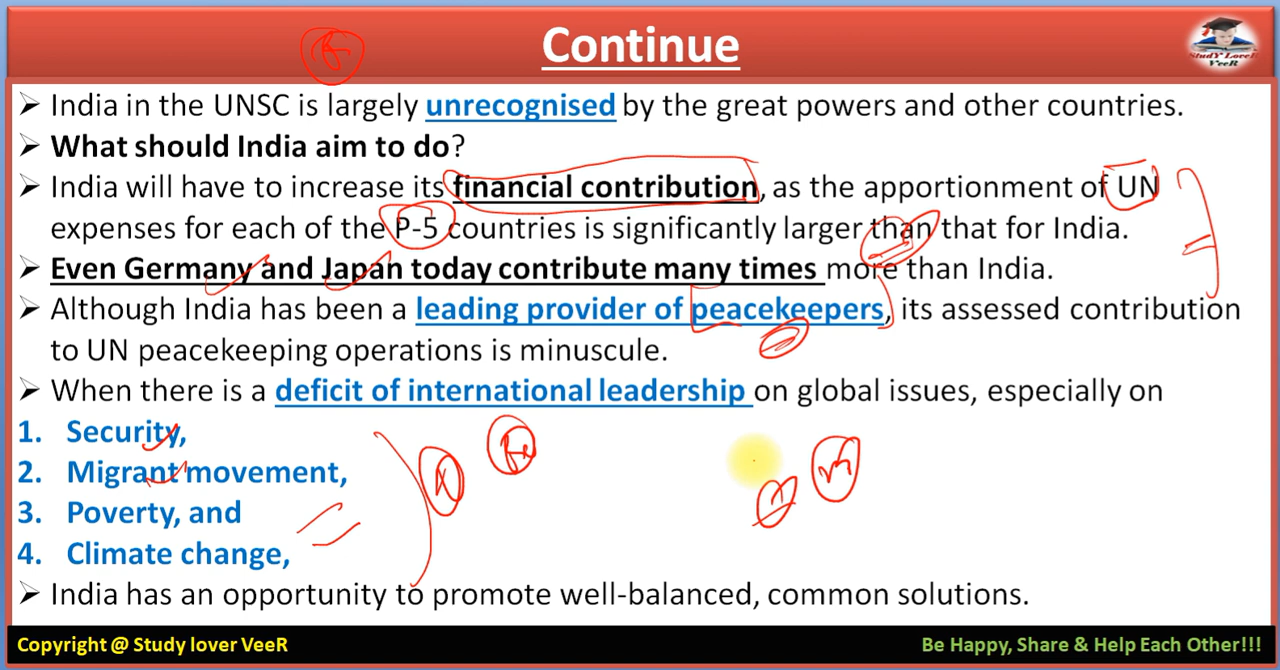 Continue
StudY LoveR
VeeR
➢ India in the UNSC is largely unrecognised by the great powers and other countries.
➢ What should India aim to do?
➢ India will have to increase its financial contribution, as the apportionment of UN
expenses for each of the P-5 countries is significantly larger than that for India.
➢ Even Germany and Japan today contribute many times more than India.
➢ Although India has been a leading provider of peacekeepers, its assessed contribution
to UN peacekeeping operations is minuscule.
➢ When there is a deficit of international leadership on global issues, especially on
1. Security,
2. Migrant movement,
3. Poverty, and
4. Climate change,
➢ India has an opportunity to promote well-balanced, common solutions.
Copyright @ Study lover VeeR
Be Happy, Share & Help Each Other!!!